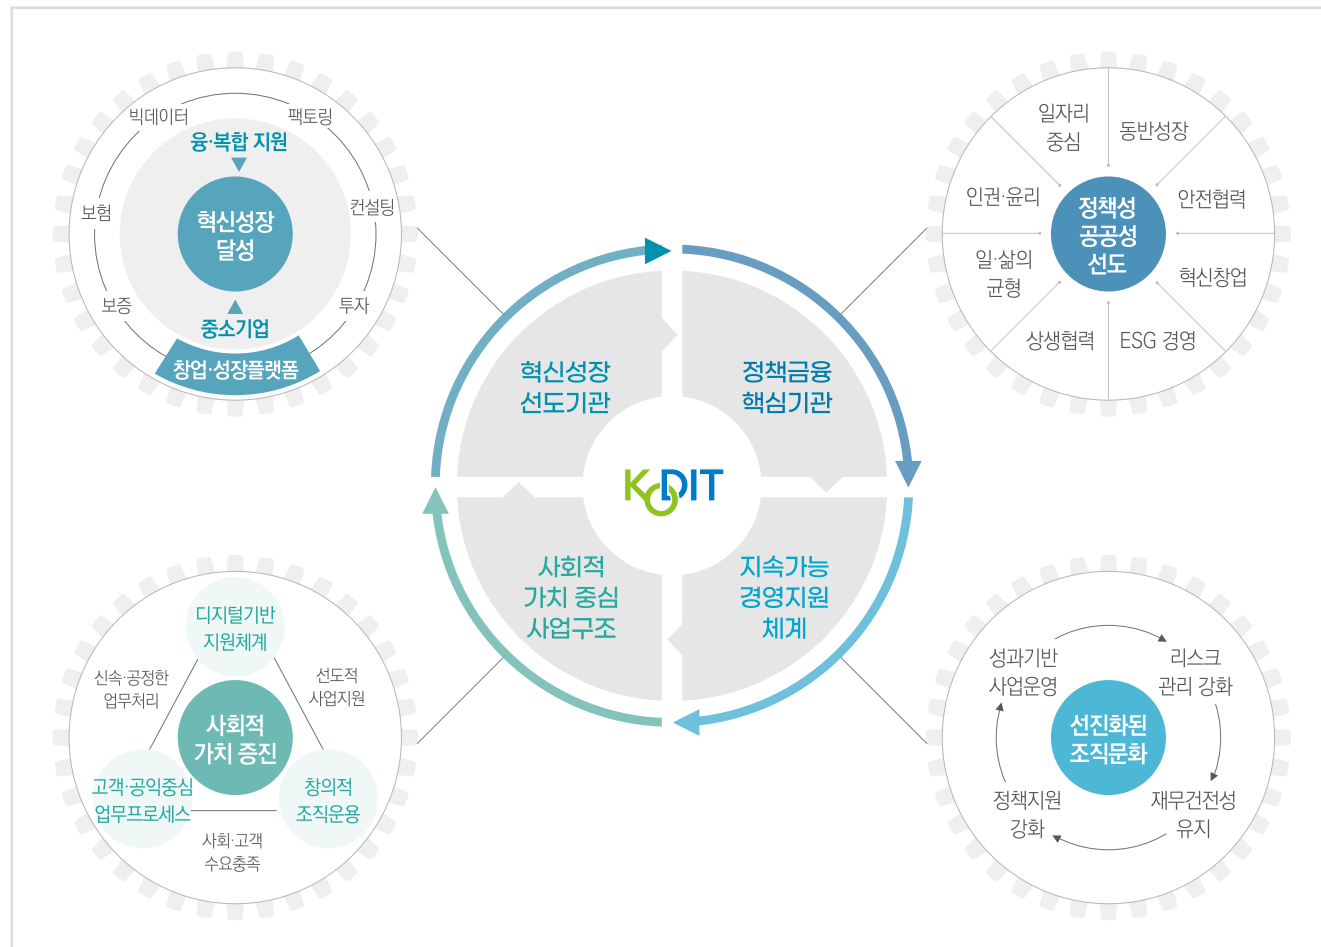 빅데이터
팩토링
융·복합 지원
보험
컨설팅
혁신성장
달성
보증
투자
중소기업
창업·성장플랫폼
일자리
중심
동반성장
인권·윤리
안전협력
정책성
공공성
선도
일·삶의
균형
혁신창업
상생협력
ESG 경영
혁신성장
선도기관
정책금융
핵심기관
KODIT
사회적
가치 중심
사업구조
지속가능
경영지원
체계
디지털기반
지원체계
신속·공정한
업무처리
선도적
사업지원
사회적
가치 증진
고객·공익중심
업무프로세스
창의적
조직운용
사회·고객
수요충족
성과기반
사업운영
리스크
관리 강화
선진화된
조직문화
정책지원
강화
재무건전성
유지